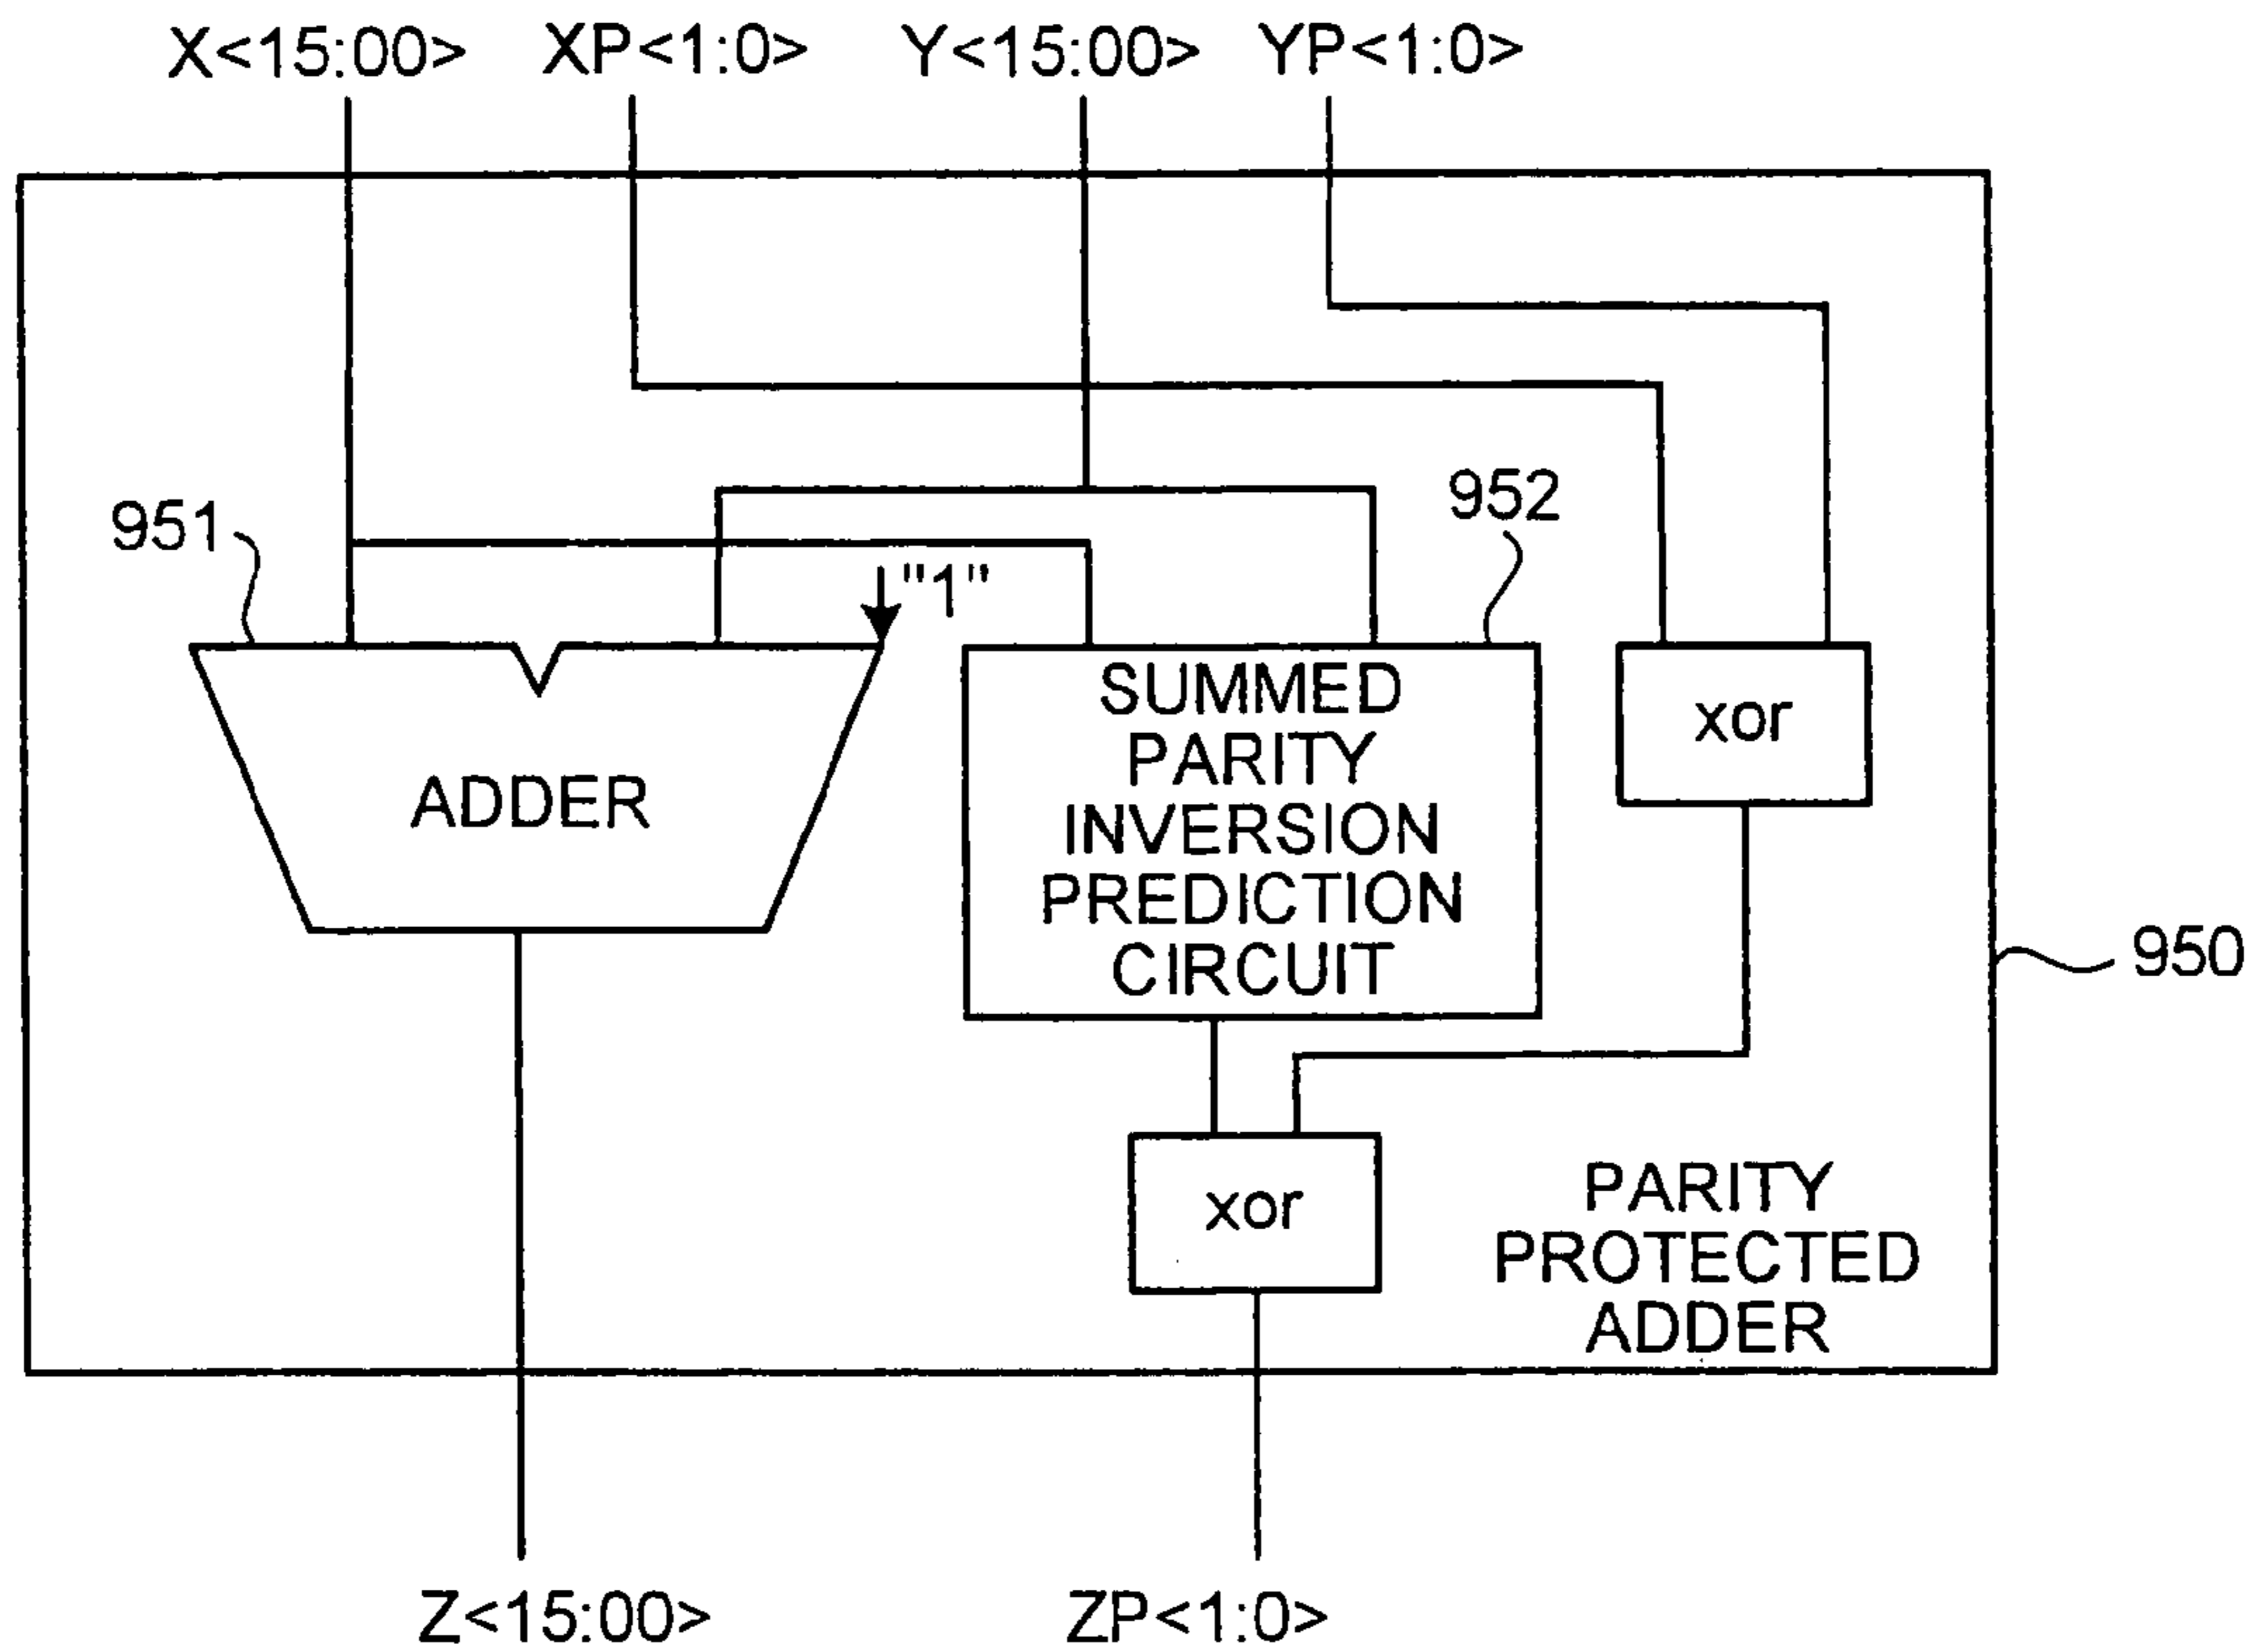 X<15:00> XP<1:0> Y<15:00> YP<1:0>
951
952
"1"
ADDER
SUMMED
PARITY
INVERSION
PREDICTION
CIRCUIT
xor
950
xor
PARITY
PROTECTED
ADDER
Z<15:00> ZP<1:0>